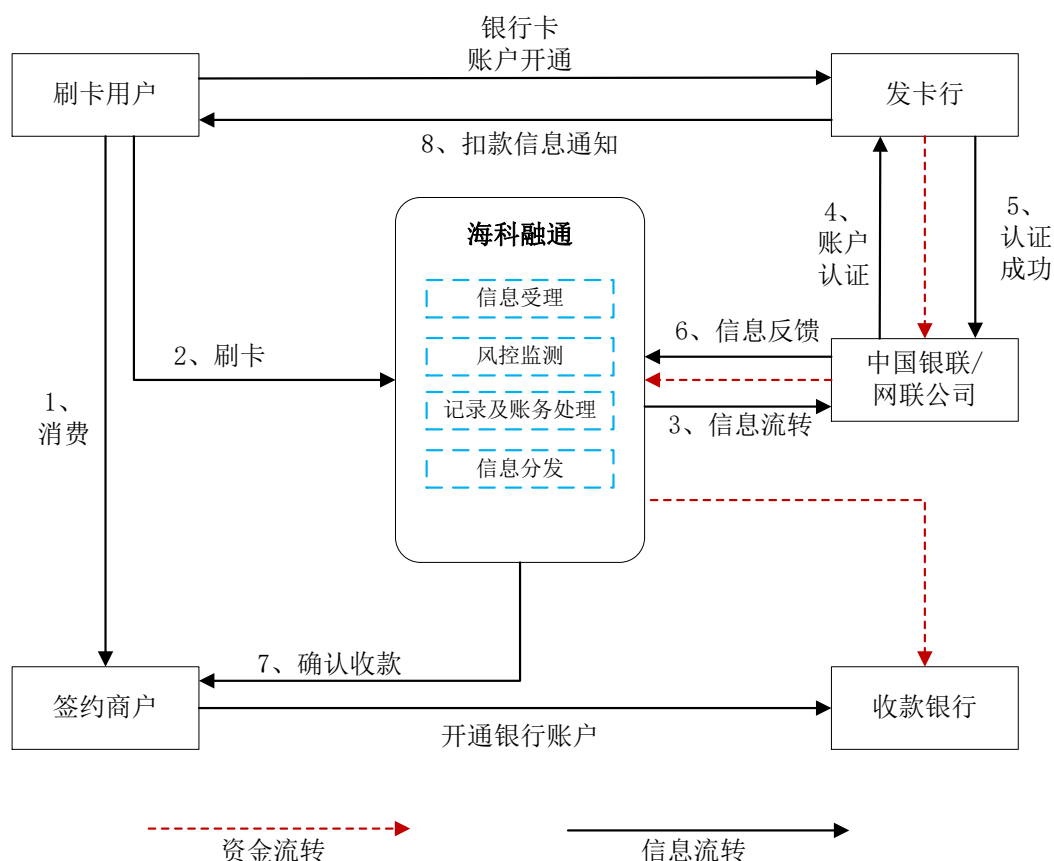 银行卡
账户开通
刷卡用户
发卡行
8、扣款信息通知
海科融通
信息受理
风控监测
记录及账务处理
信息分发
4、
账户
认证
5、
认证
成功
2、刷卡
6、信息反馈
中国银联/
网联公司
3、信息流转
1、
消费
7、确认收款
签约商户
收款银行
开通银行账户
资金流转
信息流转